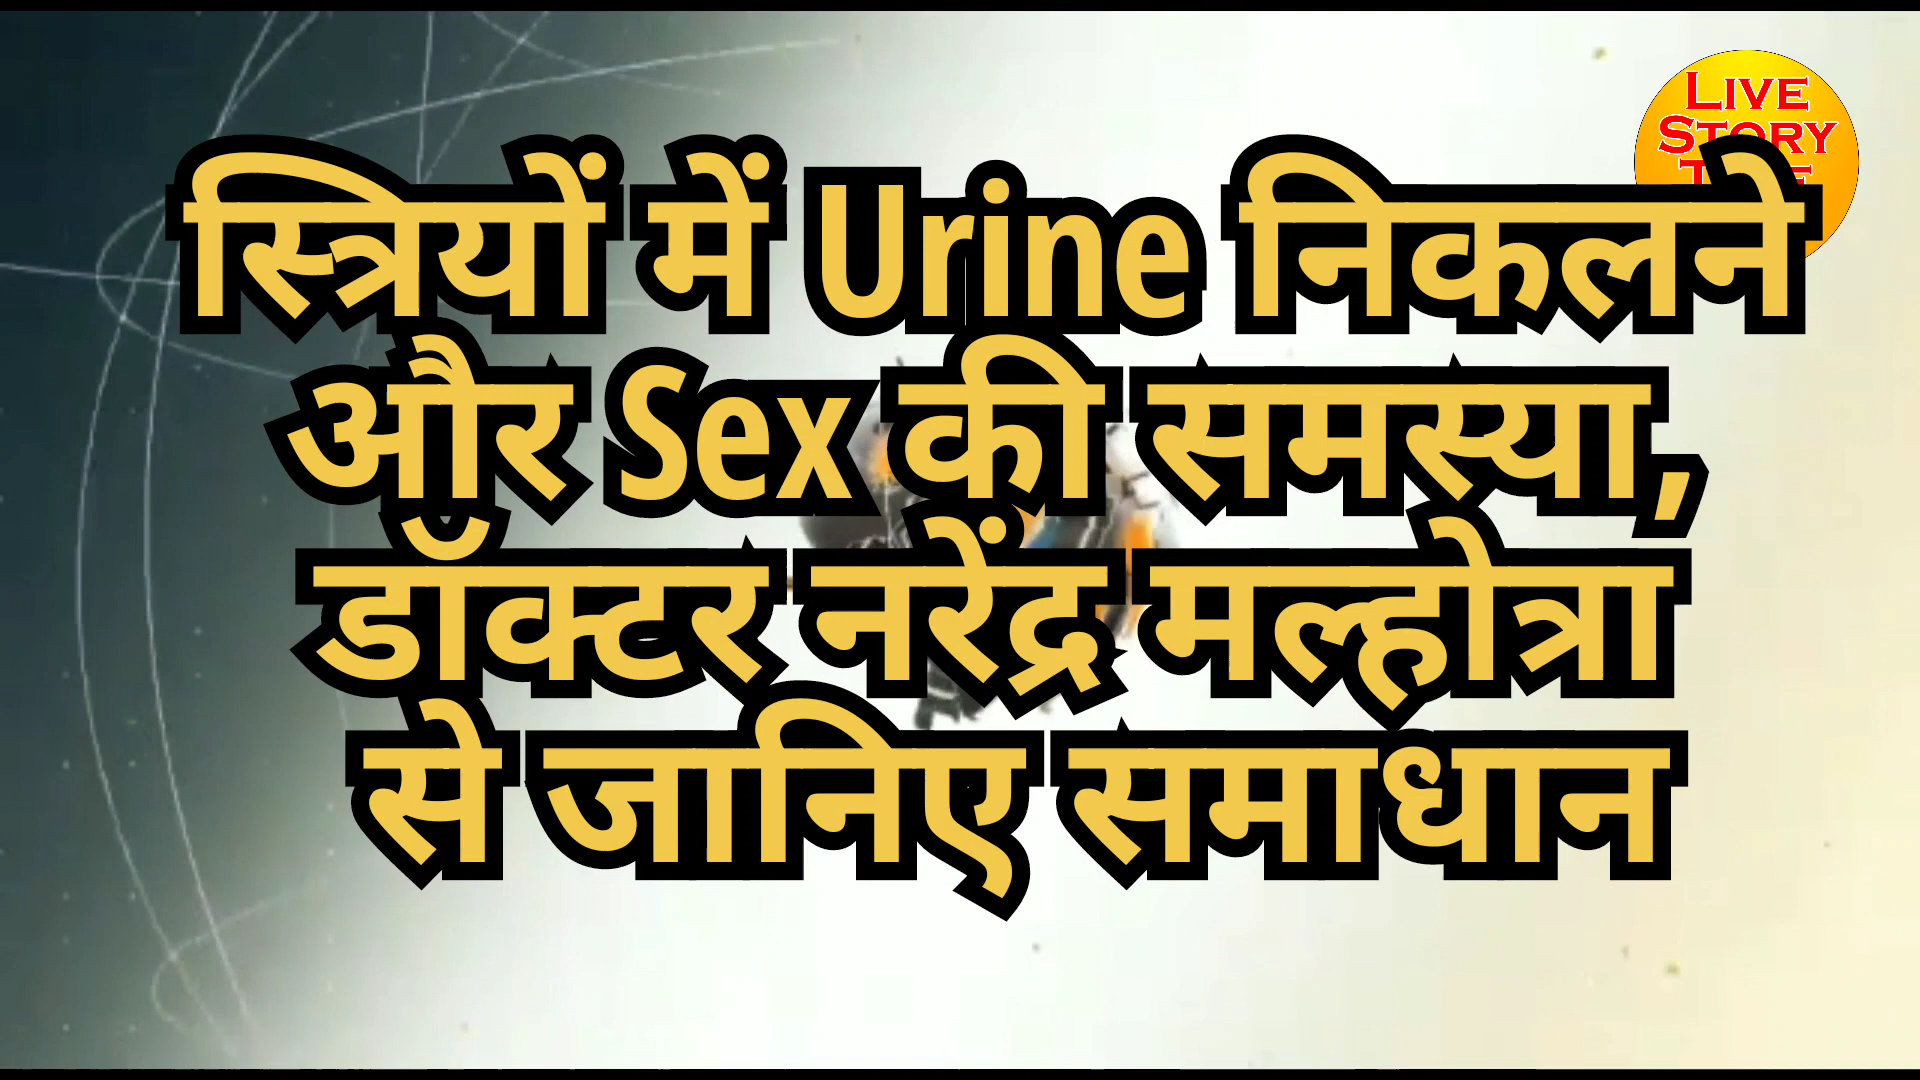 LIVE
STORY
स्त्रियों में Urine निकलने
और Sex की समस्या,
डॉक्टर नरेंद्र मल्होत्रा
से जानिए समाधान